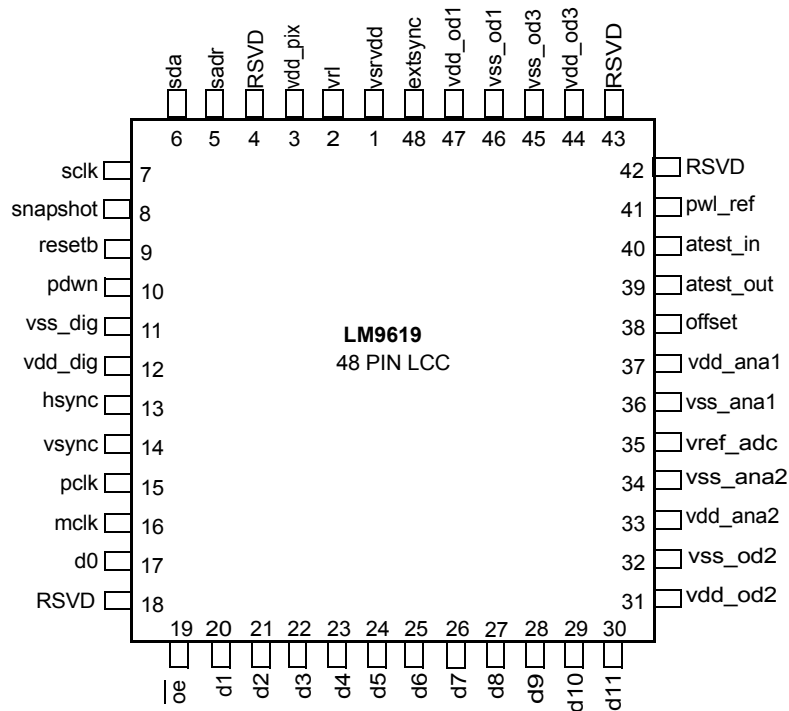 sda sadr RSVD vdd_pix vrl vsrvdd extsync vdd_od1 vss_od1 vss_od3 vdd_od3 RSVD
6 5 4 3 2 1 48 47 46 45 44 43
sclk 7 42 RSVD
snapshot 8 41 pwl_ref
resetb 9 40 atest_in
pdwn 10 39 atest_out
vss_dig 11 38 offset
LM9619
48 PIN LCC
vdd_dig 12 37 vdd_ana1
hsync 13 36 vss_ana1
vsync 14 35 vref_adc
pclk 15 34 vss_ana2
mclk 16 33 vdd_ana2
d0 17 32 vss_od2
RSVD 18 31 vdd_od2
19 20 21 22 23 24 25 26 27 28 29 30
oe d1 d2 d3 d4 d5 d6 d7 d8 d9 d10 d11